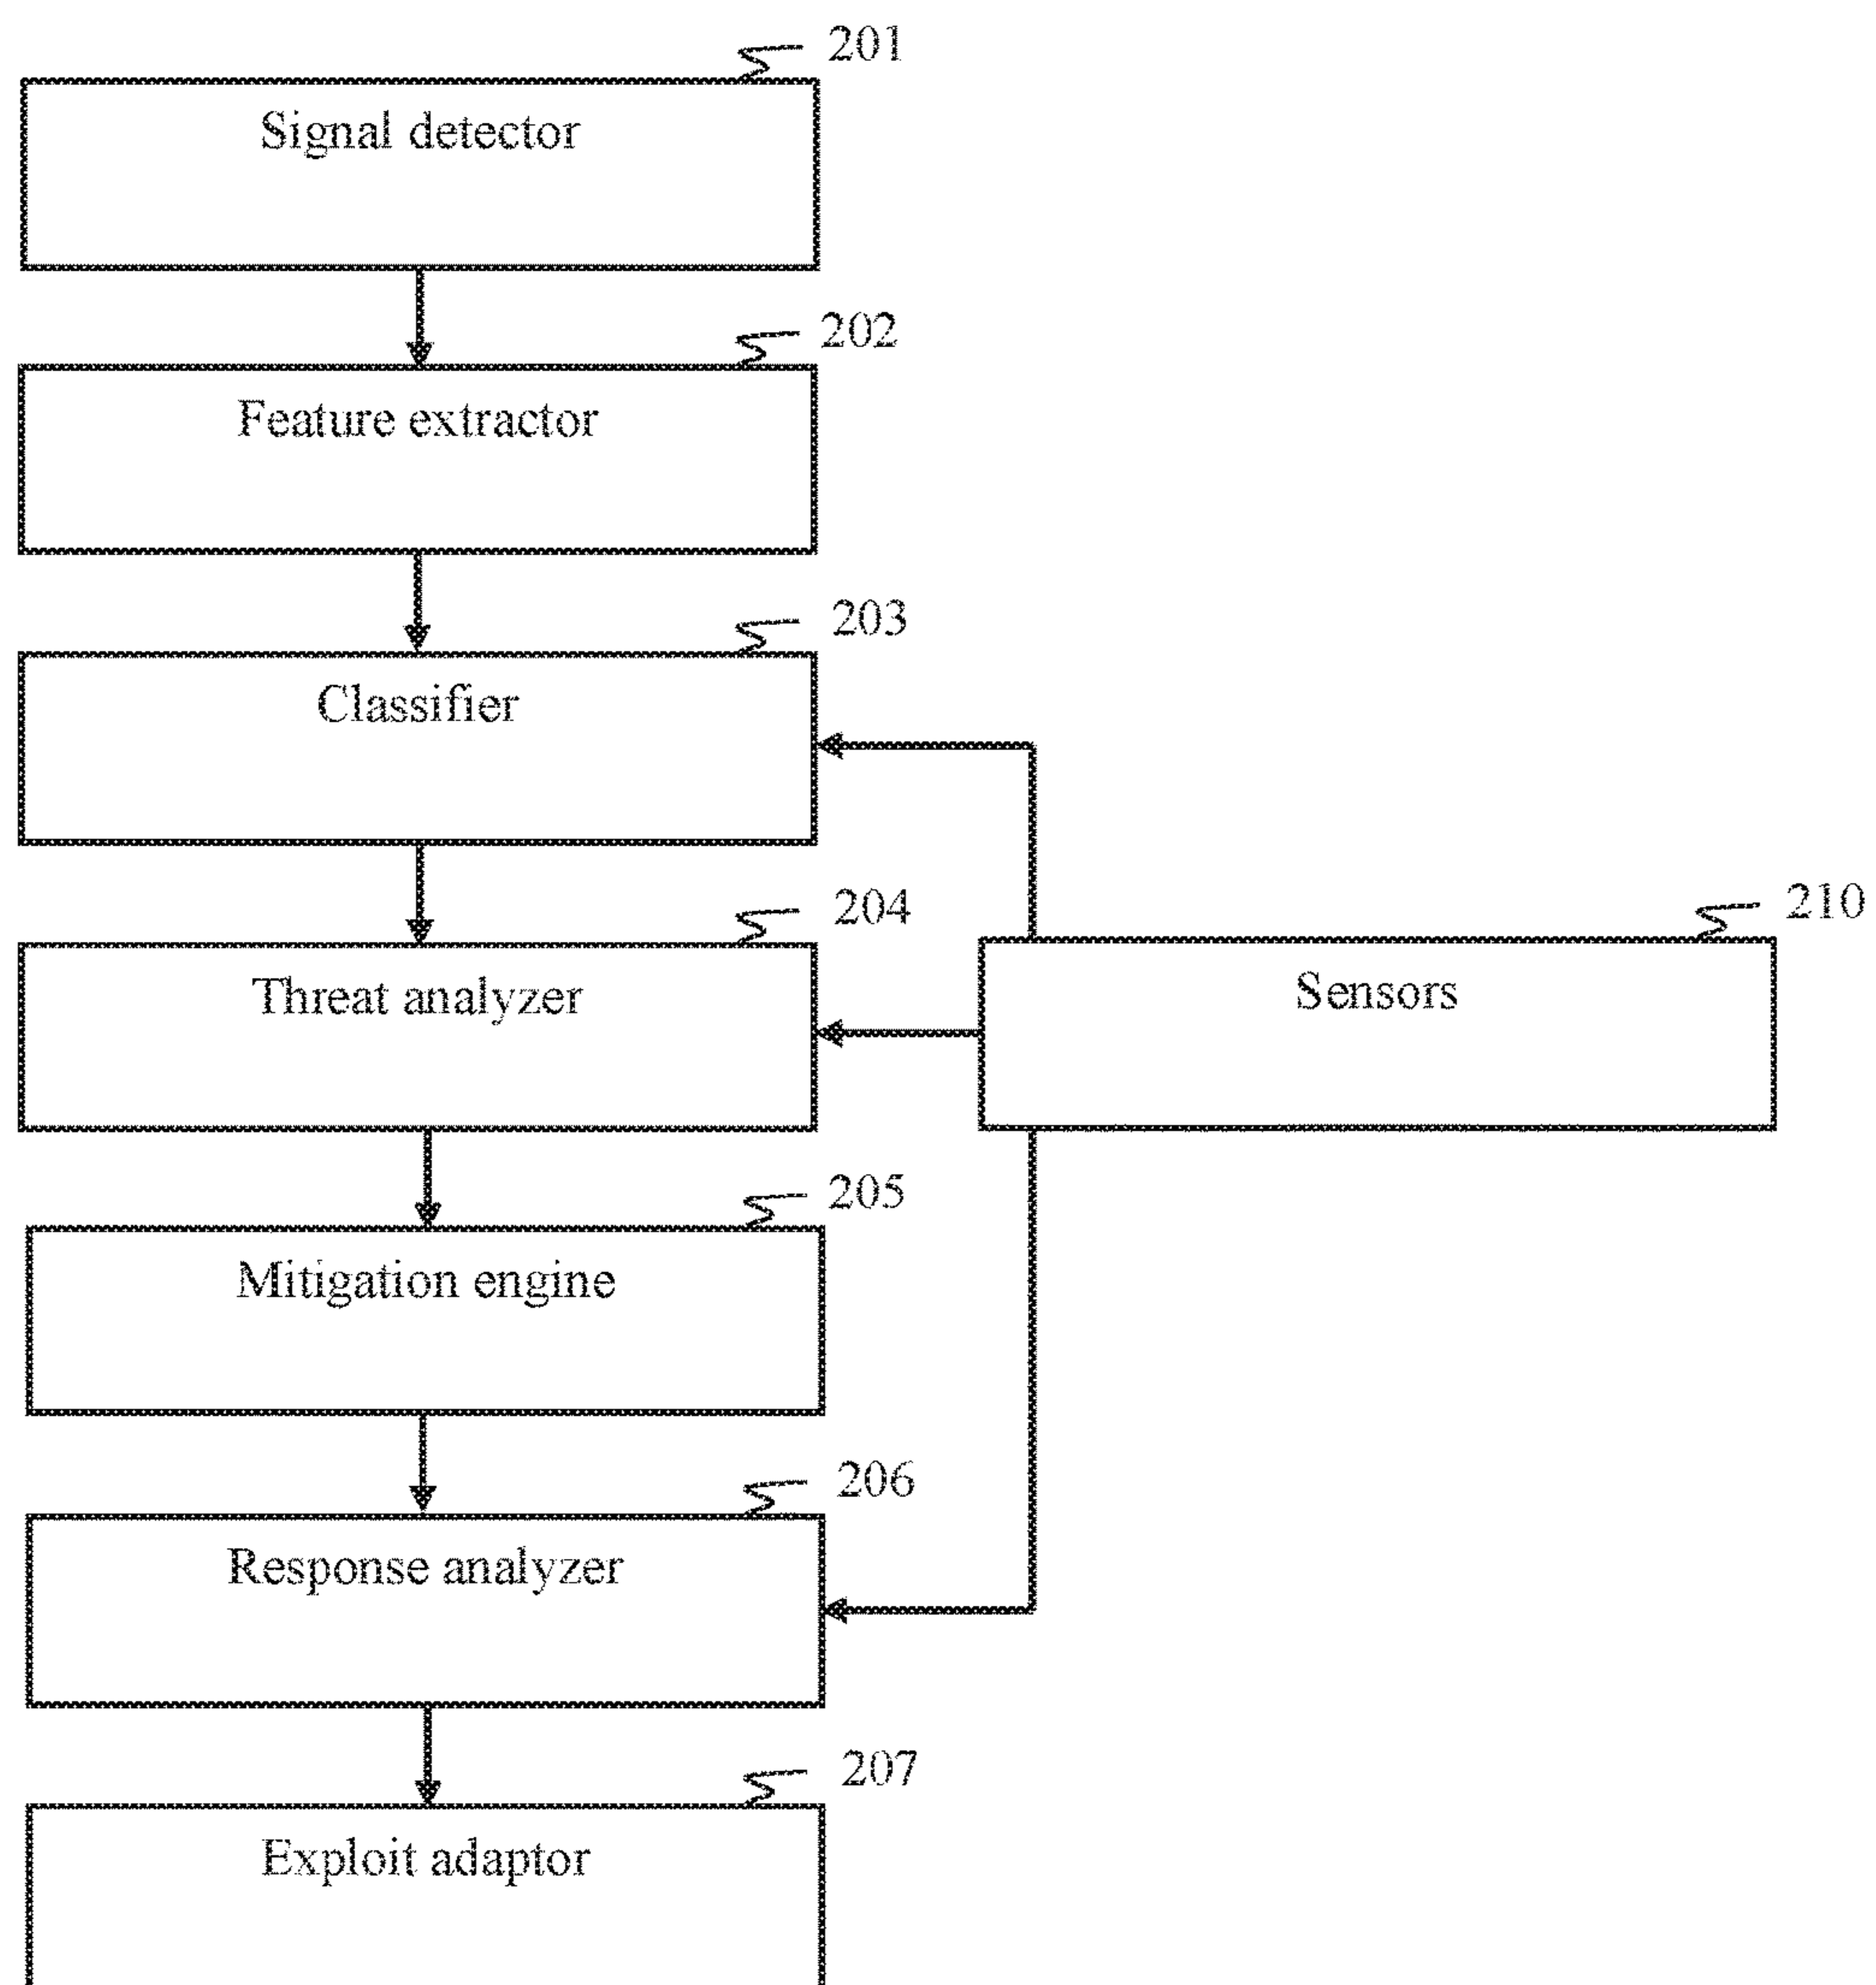 201
Signal detector
202
Feature extractor
203
Classifier
204
Threat analyzer
210
Sensors
205
Mitigation engine
206
Response analyzer
207
Exploit adaptor